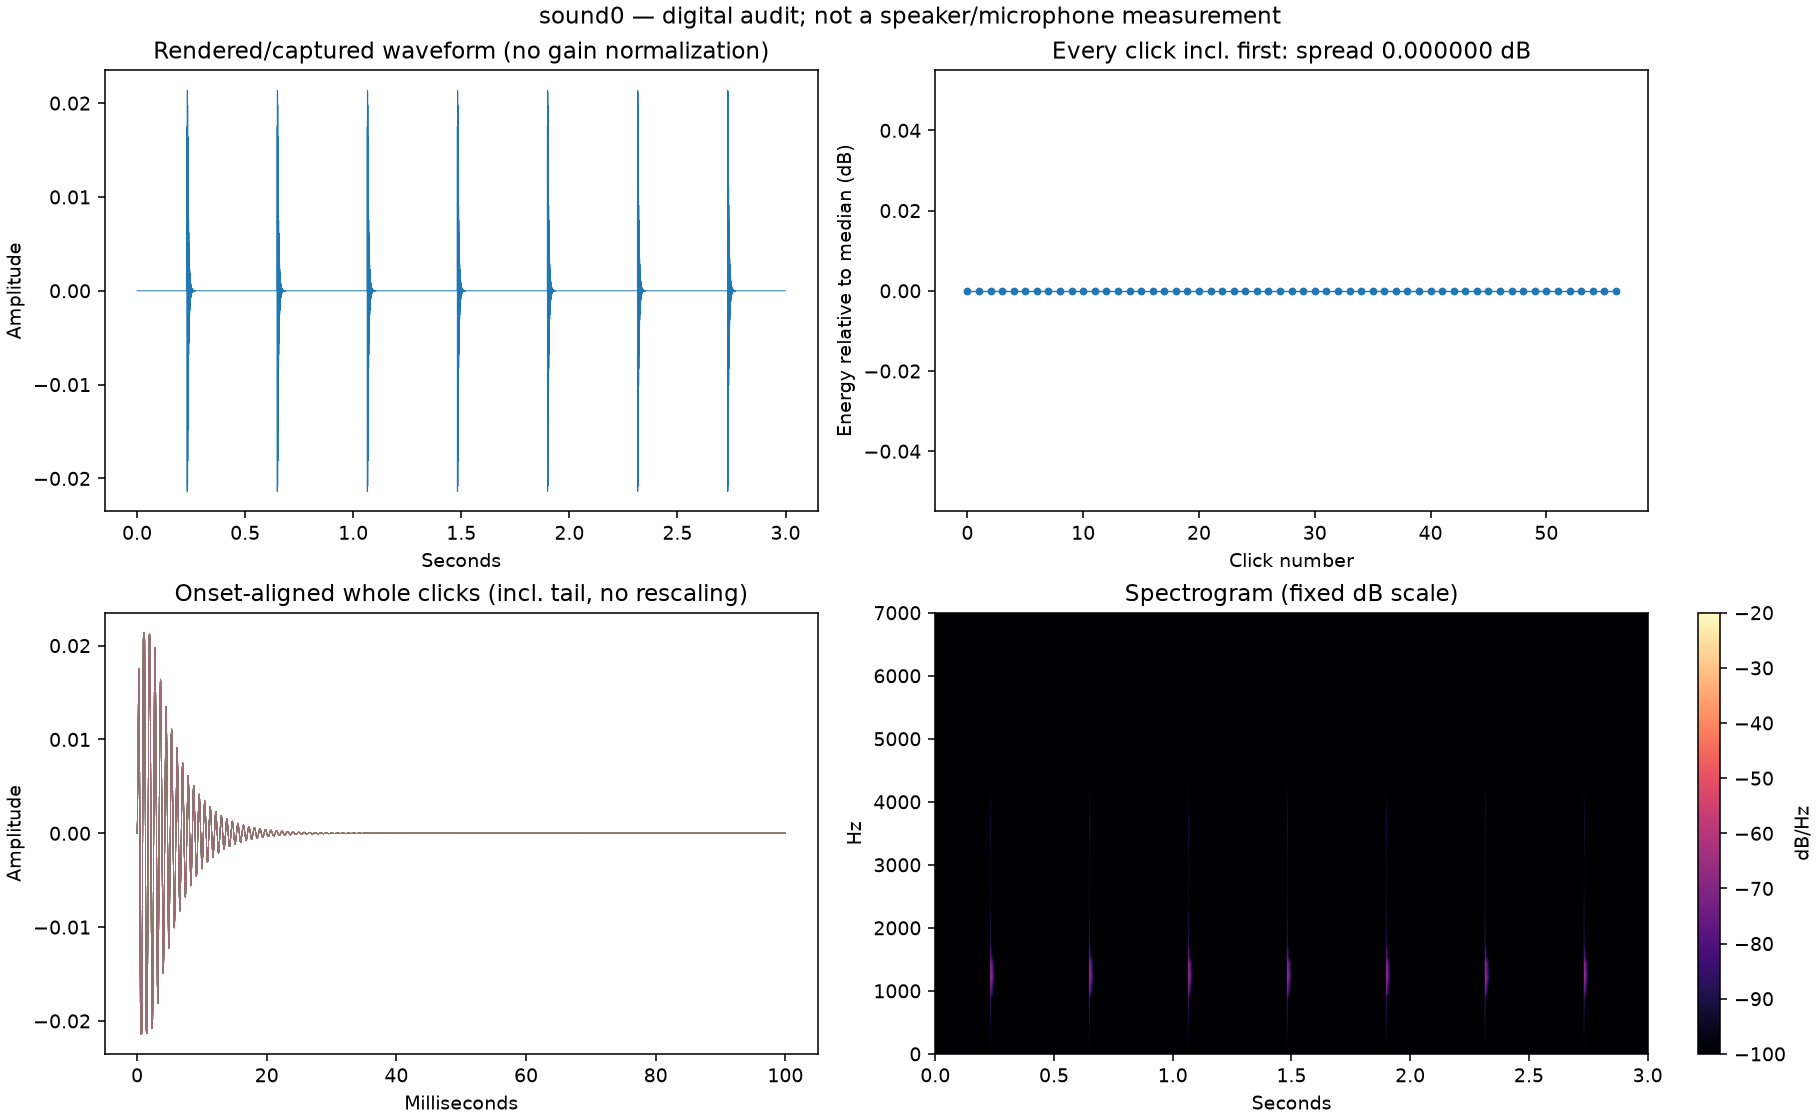 sound0 — digital audit; not a speaker/microphone measurement
Rendered/captured waveform (no gain normalization)
Amplitude
0.02
0.01
0.00
−0.01
−0.02
0.0 0.5 1.0 1.5 2.0 2.5 3.0
Seconds
Every click incl. first: spread 0.000000 dB
Energy relative to median (dB)
0.04
0.02
0.00
−0.02
−0.04
0 10 20 30 40 50
Click number
Onset-aligned whole clicks (incl. tail, no rescaling)
Amplitude
0.02
0.01
0.00
−0.01
−0.02
0 20 40 60 80 100
Milliseconds
Spectrogram (fixed dB scale)
Hz
7000
6000
5000
4000
3000
2000
1000
0
0.0 0.5 1.0 1.5 2.0 2.5 3.0
Seconds
−20
−30
−40
−50
−60
−70
−80
−90
−100
dB/Hz